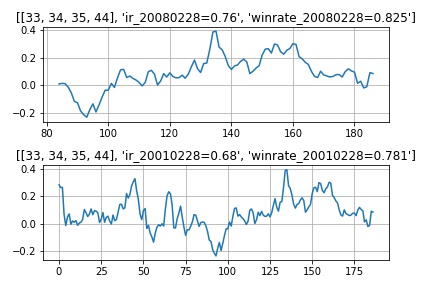 [[33, 34, 35, 44], 'ir_20080228=0.76', 'winrate_20080228=0.825']
0.4
0.2
0.0
−0.2
80 100 120 140 160 180
[[33, 34, 35, 44], 'ir_20010228=0.68', 'winrate_20010228=0.781']
0.4
0.2
0.0
−0.2
0 25 50 75 100 125 150 175